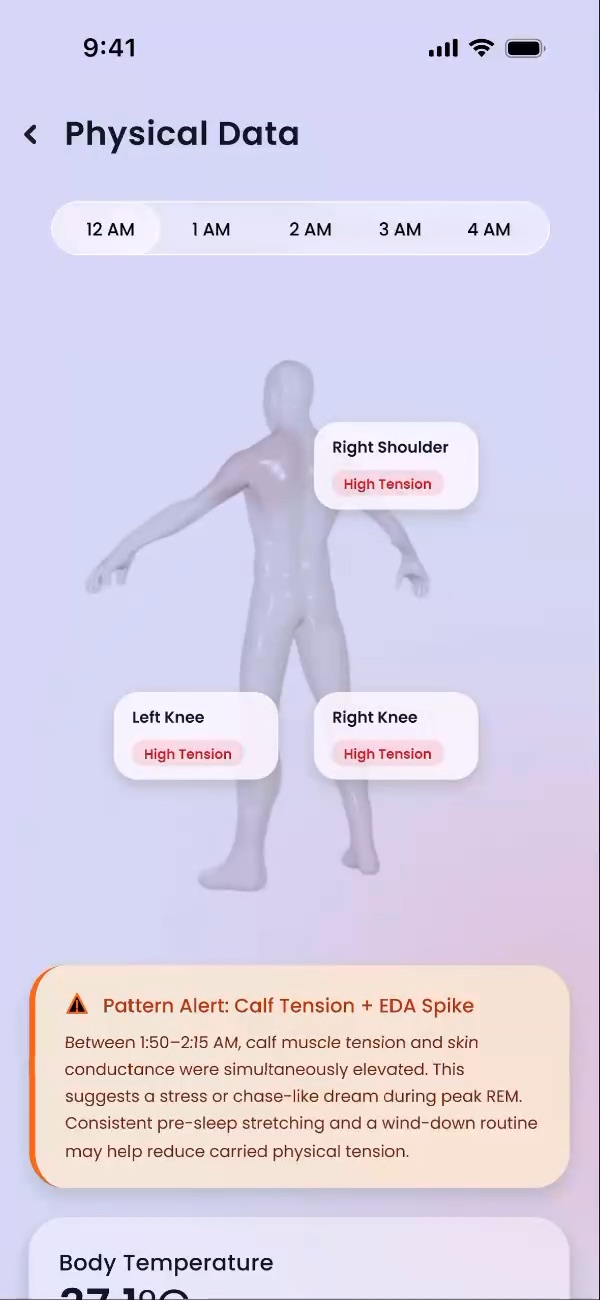 9:41
Physical Data
12 AM 1 AM 2 AM 3 AM 4 AM
Right Shoulder
High Tension
Left Knee
High Tension
Right Knee
High Tension
Pattern Alert: Calf Tension + EDA Spike
Between 1:50–2:15 AM, calf muscle tension and skin
conductance were simultaneously elevated. This
suggests a stress or chase-like dream during peak REM.
Consistent pre-sleep stretching and a wind-down routine
may help reduce carried physical tension.
Body Temperature